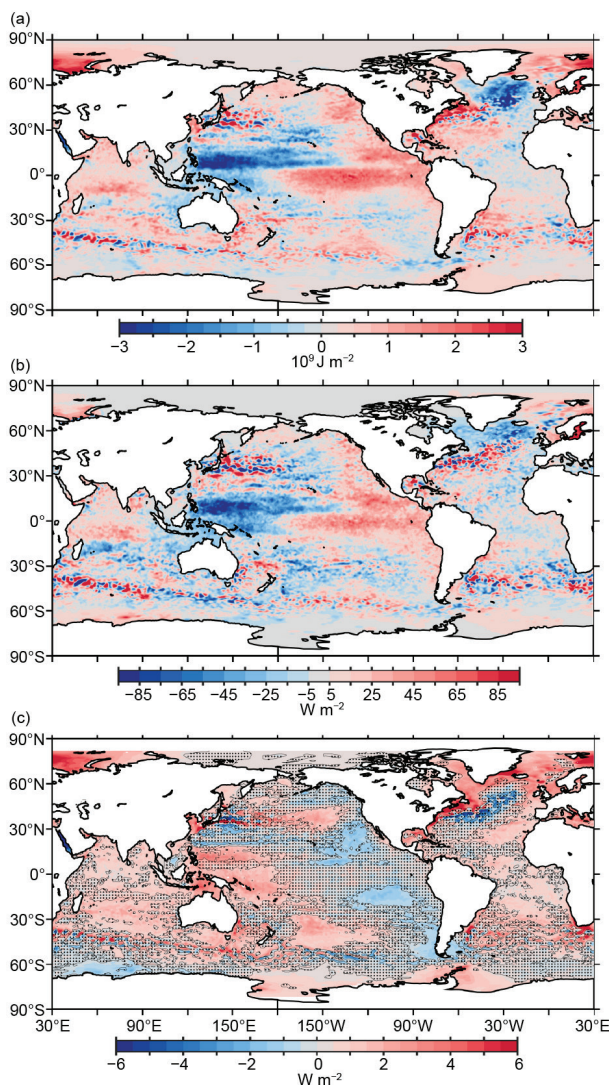 (a)
90°N
60°N
30°N
0°N
30°S
60°S
90°S
−3 −2 −1 0 1 2 3
10⁹ J m⁻²
(b)
90°N
60°N
30°N
0°N
30°S
60°S
90°S
−85 −65 −45 −25 −5 5 25 45 65 85
W m⁻²
(c)
90°N
60°N
30°N
0°N
30°S
60°S
90°S
30°E 90°E 150°E 150°W 90°W 30°W 30°E
−6 −4 −2 0 2 4 6
W m⁻²